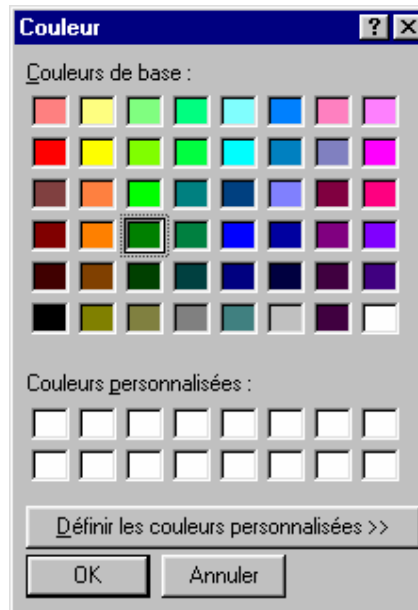 Couleur
Couleurs de base :
Couleurs personnalisées :
Définir les couleurs personnalisées >>
OK Annuler